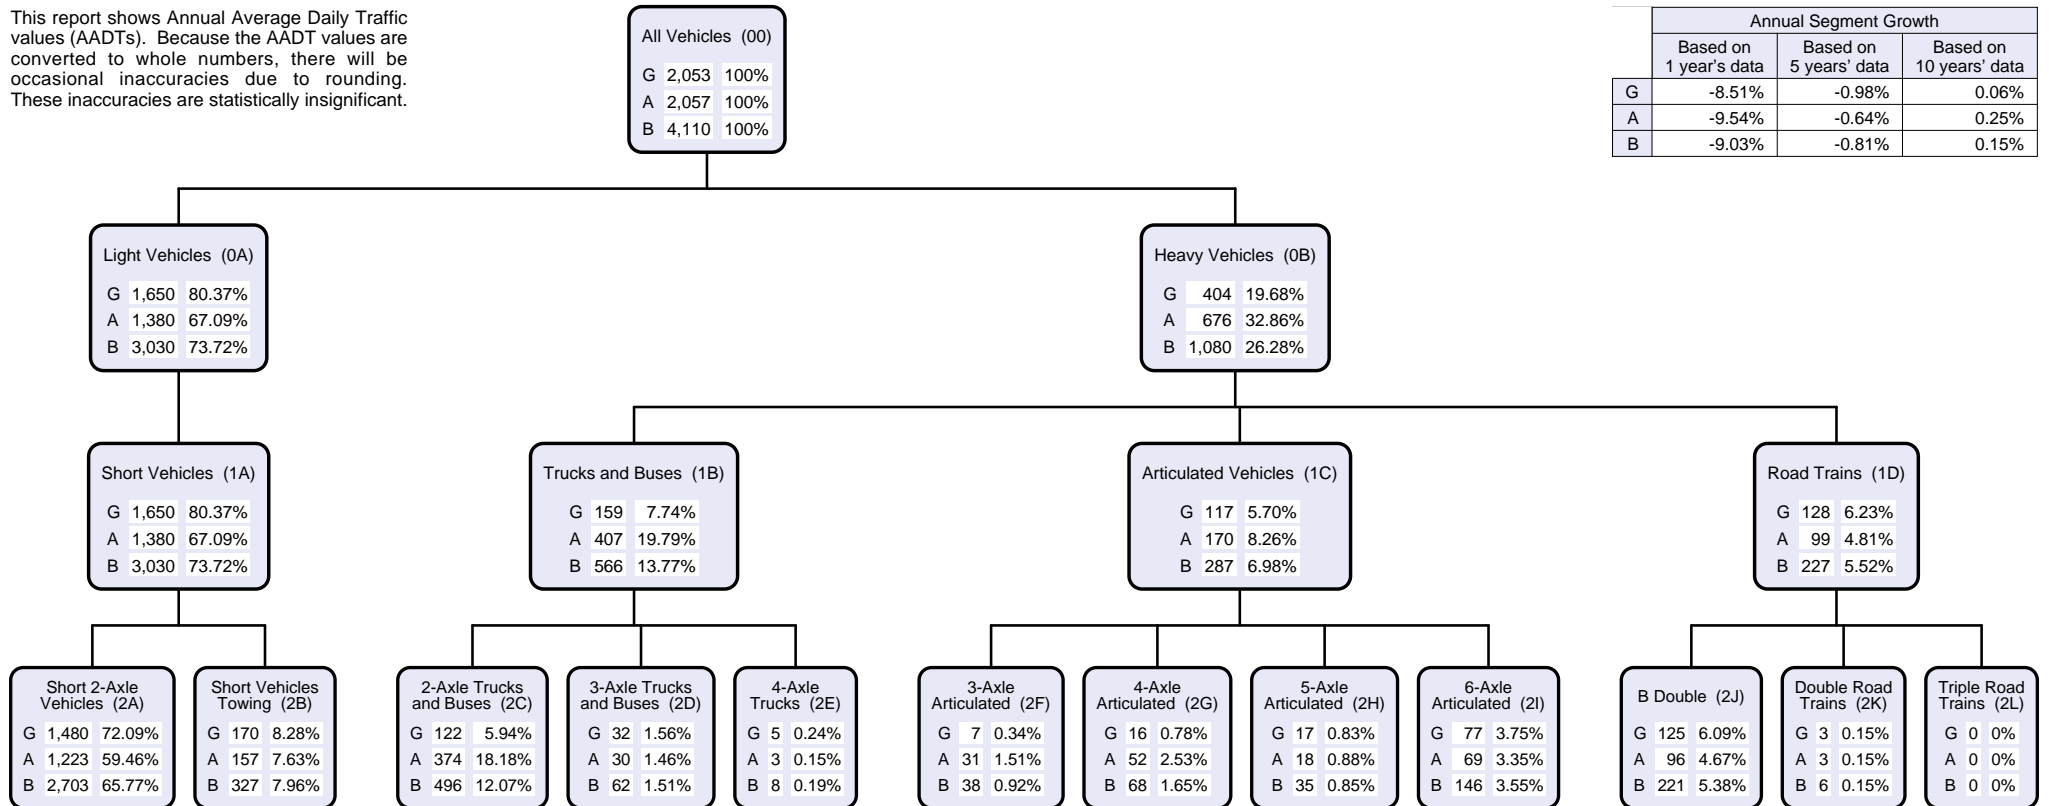 This report shows Annual Average Daily Traffic
values (AADTs). Because the AADT values are
converted to whole numbers, there will be
occasional inaccuracies due to rounding.
These inaccuracies are statistically insignificant.
All Vehicles (00)
G 2,053 100%
A 2,057 100%
B 4,110 100%
Annual Segment Growth
Based on 1 year's data Based on 5 years' data Based on 10 years' data
G -8.51% -0.98% 0.06%
A -9.54% -0.64% 0.25%
B -9.03% -0.81% 0.15%
Light Vehicles (0A)
G 1,650 80.37%
A 1,380 67.09%
B 3,030 73.72%
Heavy Vehicles (0B)
G 404 19.68%
A 676 32.86%
B 1,080 26.28%
Short Vehicles (1A)
G 1,650 80.37%
A 1,380 67.09%
B 3,030 73.72%
Trucks and Buses (1B)
G 159 7.74%
A 407 19.79%
B 566 13.77%
Articulated Vehicles (1C)
G 117 5.70%
A 170 8.26%
B 287 6.98%
Road Trains (1D)
G 128 6.23%
A 99 4.81%
B 227 5.52%
Short 2-Axle
Vehicles (2A)
G 1,480 72.09%
A 1,223 59.46%
B 2,703 65.77%
Short Vehicles
Towing (2B)
G 170 8.28%
A 157 7.63%
B 327 7.96%
2-Axle Trucks
and Buses (2C)
G 122 5.94%
A 374 18.18%
B 496 12.07%
3-Axle Trucks
and Buses (2D)
G 32 1.56%
A 30 1.46%
B 62 1.51%
4-Axle
Trucks (2E)
G 5 0.24%
A 3 0.15%
B 8 0.19%
3-Axle
Articulated (2F)
G 7 0.34%
A 31 1.51%
B 38 0.92%
4-Axle
Articulated (2G)
G 16 0.78%
A 52 2.53%
B 68 1.65%
5-Axle
Articulated (2H)
G 17 0.83%
A 18 0.88%
B 35 0.85%
6-Axle
Articulated (2I)
G 77 3.75%
A 69 3.35%
B 146 3.55%
B Double (2J)
G 125 6.09%
A 96 4.67%
B 221 5.38%
Double Road
Trains (2K)
G 3 0.15%
A 3 0.15%
B 6 0.15%
Triple Road
Trains (2L)
G 0 0%
A 0 0%
B 0 0%